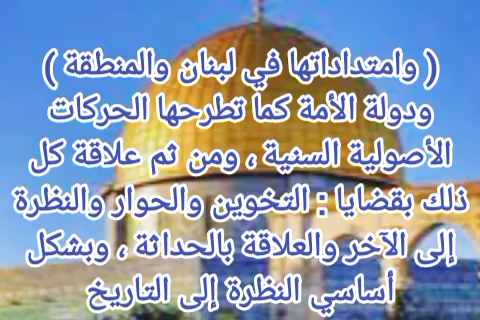 ( وامتداداتها في لبنان والمنطقة )
ودولة الأمة كما تطرحها الحركات
الأصولية السنية ، ومن ثم علاقة كل
ذلك بقضايا : التخوين والحوار والنظرة
إلى الآخر والعلاقة بالحداثة ، وبشكل
أساسي النظرة إلى التاريخ